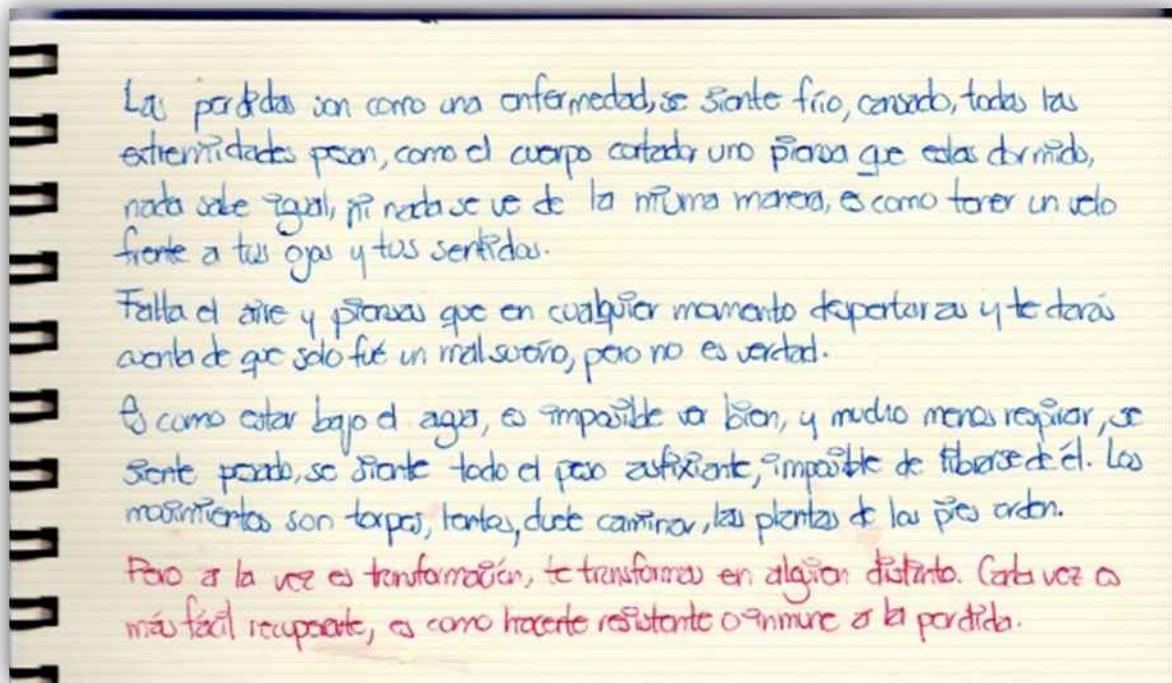 Las perdidas son como una enfermedad, se siente frío, cansado, todas las
extremidades pesan, como el cuerpo cortado, uno piensa que estas dormido,
nada sabe igual, ni nada se ve de la misma manera, es como tener un velo
frente a tus ojos y tus sentidos.
Falta el aire y piensas que en cualquier momento despertaras y te darás
cuenta de que solo fué un mal sueño, pero no es verdad.
Es como estar bajo el agua, es imposible ver bien, y mucho menos respirar, se
siente pesado, se siente todo el peso asfixiante, imposible de liberse de él. Los
movimientos son torpes, lentos, duele caminar, las plantas de los pies arden.
Pero a la vez es transformación, te transformas en alguien distinto. Cada vez es
más fácil recuperarte, es como hacerte resistente o inmune a la perdida.